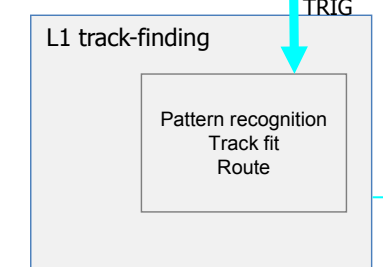 TRIG
L1 track-finding
Pattern recognition
Track fit
Route